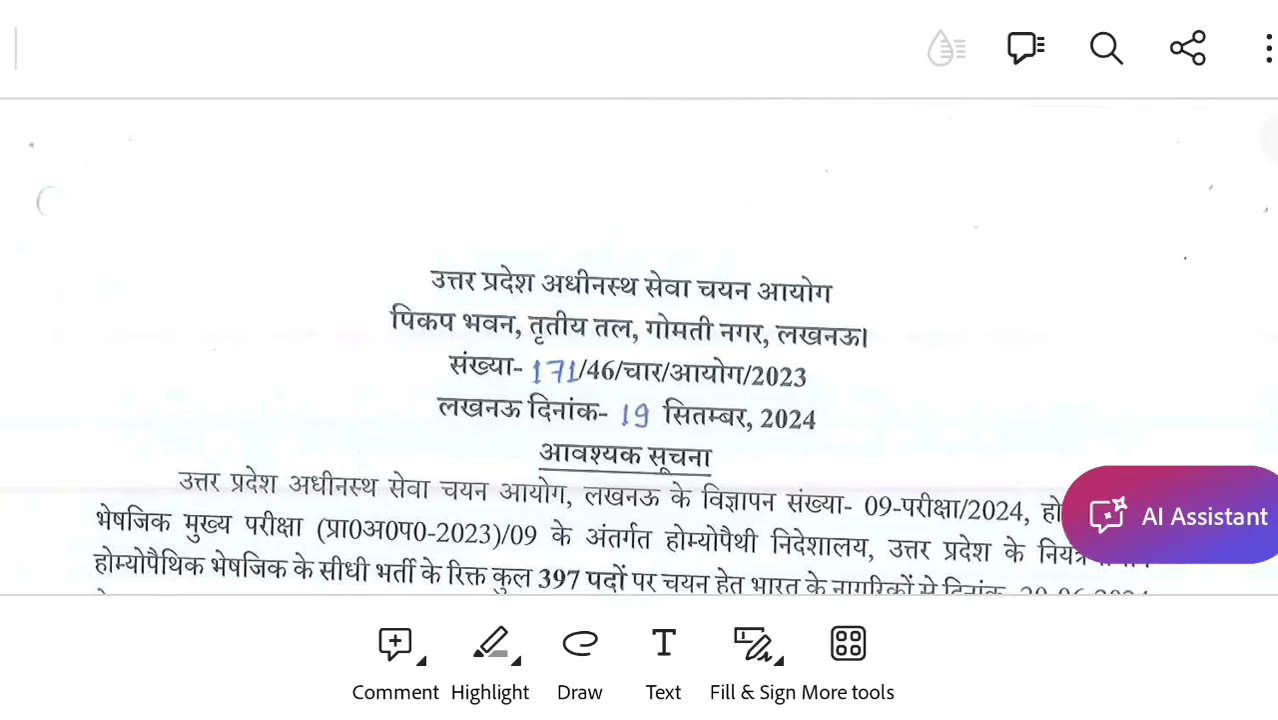 उत्तर प्रदेश अधीनस्थ सेवा चयन आयोग
पिकप भवन, तृतीय तल, गोमती नगर, लखनऊ।
संख्या- 171/46/चार/आयोग/2023
लखनऊ दिनांक- 19 सितम्बर, 2024
आवश्यक सूचना
उत्तर प्रदेश अधीनस्थ सेवा चयन आयोग, लखनऊ के विज्ञापन संख्या- 09-परीक्षा/2024,
भेषजिक मुख्य परीक्षा (प्रा0अ0प0-2023)/09 के अंतर्गत होम्योपैथी निदेशालय, उत्तर प्रदेश के
AI Assistant
होम्योपैथिक भेषजिक के सीधी भर्ती के रिक्त कुल 397 पदों पर चयन हेतु भारत के नागरिकों से दिनांक
Comment Highlight Draw Text Fill & Sign More tools